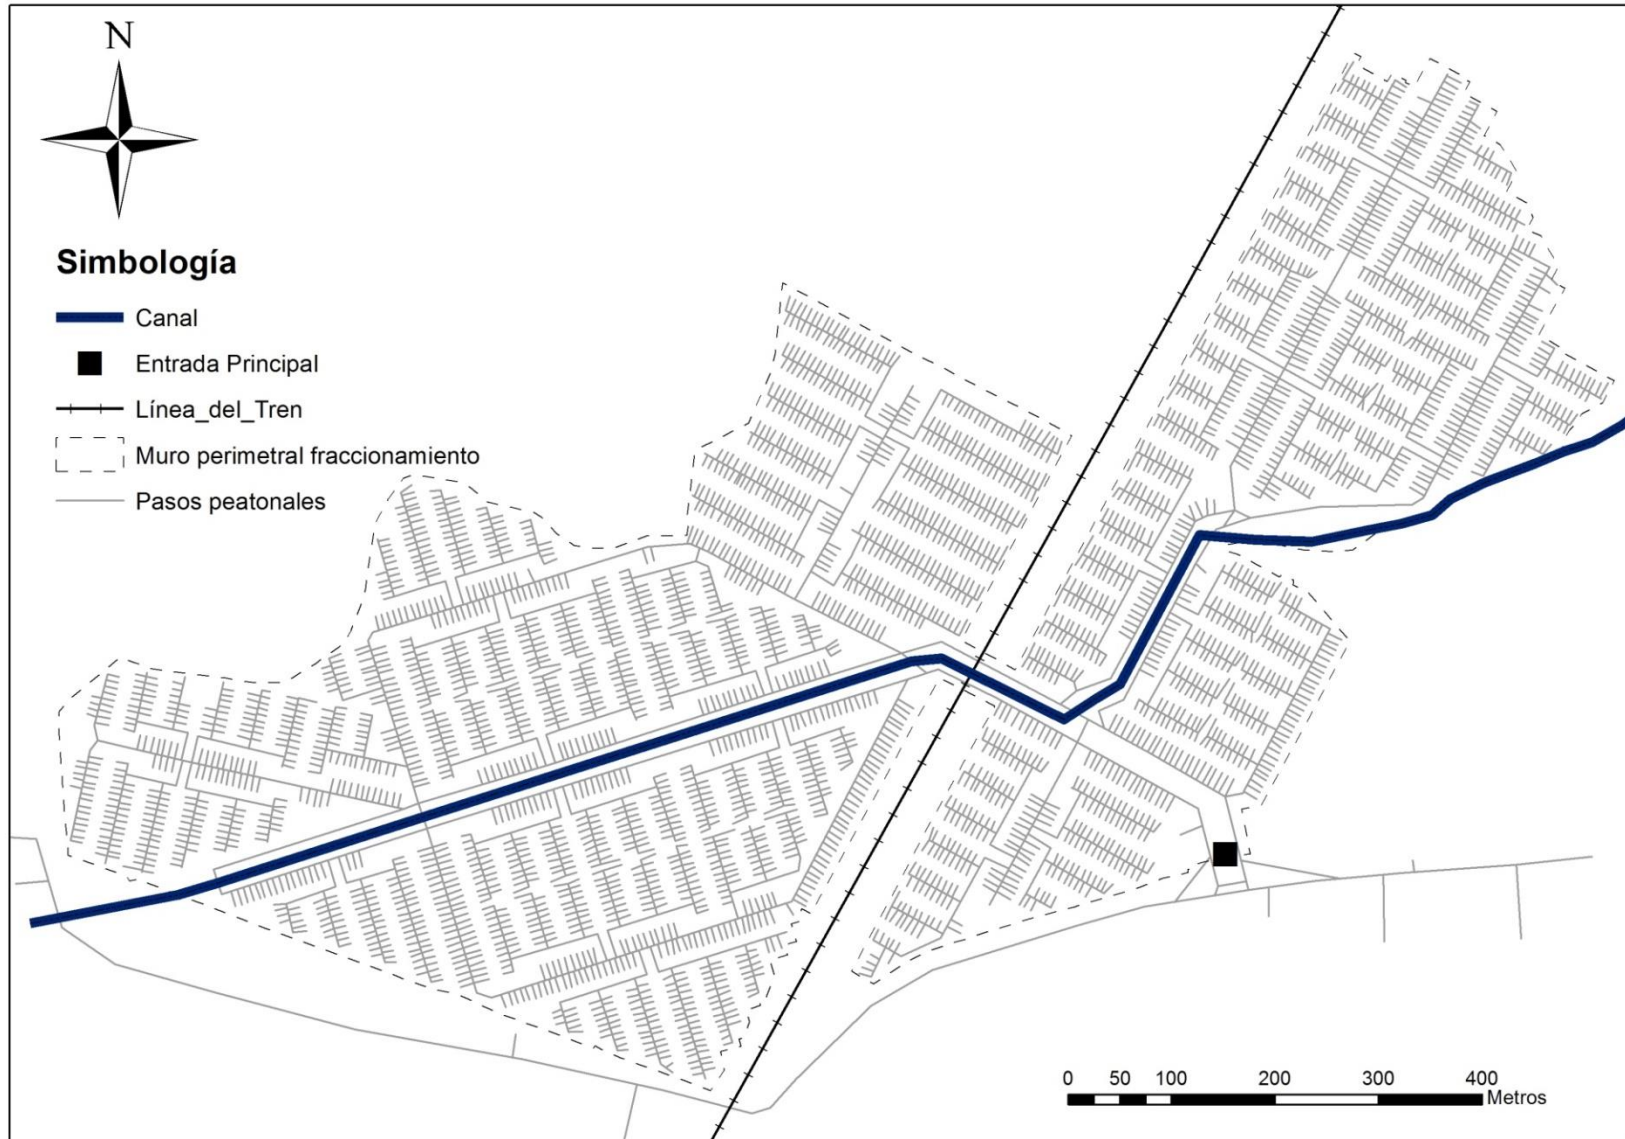 N
Simbología
Canal
Entrada Principal
Línea_del_Tren
Muro perimetral fraccionamiento
Pasos peatonales
0 50 100 200 300 400
Metros